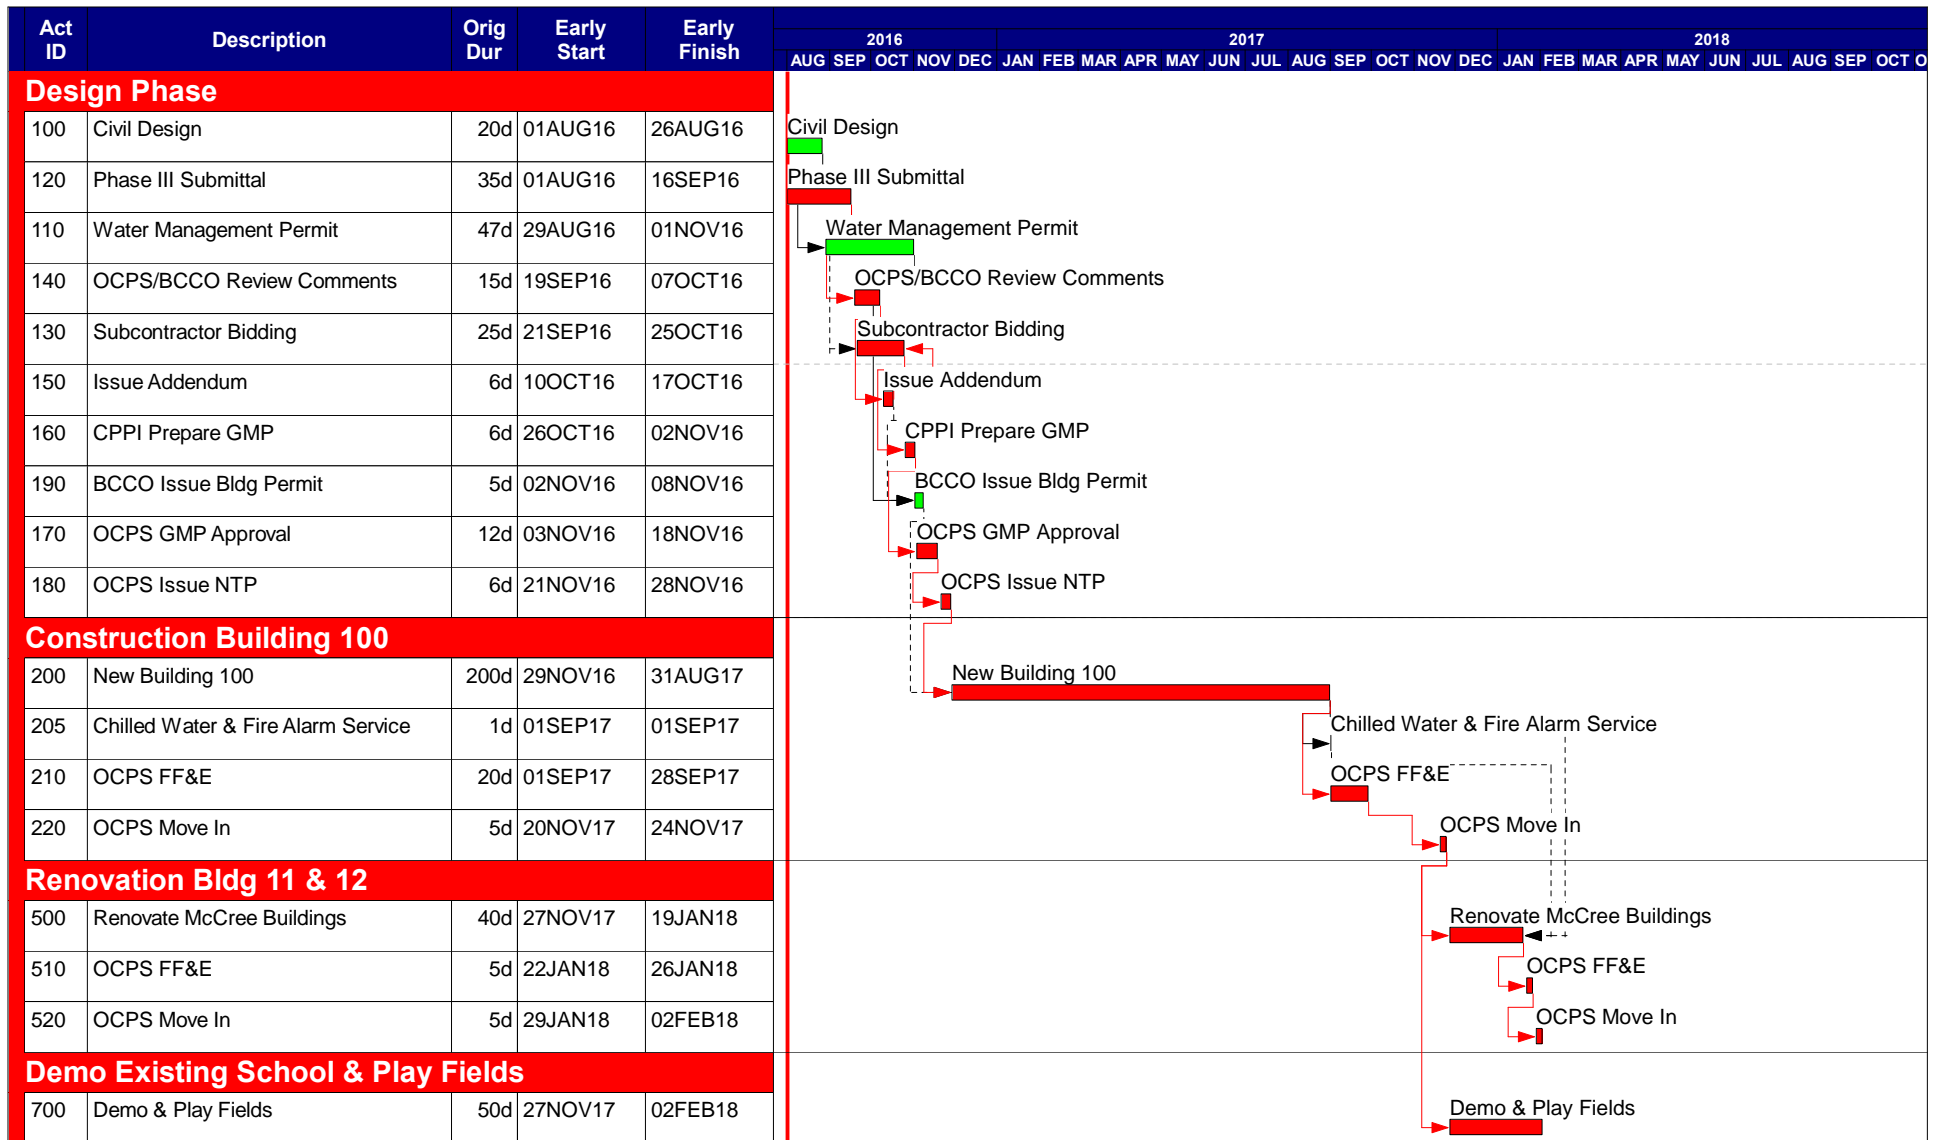 Act ID Description Orig Dur Early Start Early Finish
2016 2017 2018
AUG SEP OCT NOV DEC JAN FEB MAR APR MAY JUN JUL AUG SEP OCT NOV DEC JAN FEB MAR APR MAY JUN JUL AUG SEP OCT
Design Phase
100 Civil Design 20d 01AUG16 26AUG16 Civil Design
120 Phase III Submittal 35d 01AUG16 16SEP16 Phase III Submittal
110 Water Management Permit 47d 29AUG16 01NOV16 Water Management Permit
140 OCPS/BCCO Review Comments 15d 19SEP16 07OCT16 OCPS/BCCO Review Comments
130 Subcontractor Bidding 25d 21SEP16 25OCT16 Subcontractor Bidding
150 Issue Addendum 6d 10OCT16 17OCT16 Issue Addendum
160 CPPI Prepare GMP 6d 26OCT16 02NOV16 CPPI Prepare GMP
190 BCCO Issue Bldg Permit 5d 02NOV16 08NOV16 BCCO Issue Bldg Permit
170 OCPS GMP Approval 12d 03NOV16 18NOV16 OCPS GMP Approval
180 OCPS Issue NTP 6d 21NOV16 28NOV16 OCPS Issue NTP
Construction Building 100
200 New Building 100 200d 29NOV16 31AUG17 New Building 100
205 Chilled Water & Fire Alarm Service 1d 01SEP17 01SEP17 Chilled Water & Fire Alarm Service
210 OCPS FF&E 20d 01SEP17 28SEP17 OCPS FF&E
220 OCPS Move In 5d 20NOV17 24NOV17 OCPS Move In
Renovation Bldg 11 & 12
500 Renovate McCree Buildings 40d 27NOV17 19JAN18 Renovate McCree Buildings
510 OCPS FF&E 5d 22JAN18 26JAN18 OCPS FF&E
520 OCPS Move In 5d 29JAN18 02FEB18 OCPS Move In
Demo Existing School & Play Fields
700 Demo & Play Fields 50d 27NOV17 02FEB18 Demo & Play Fields